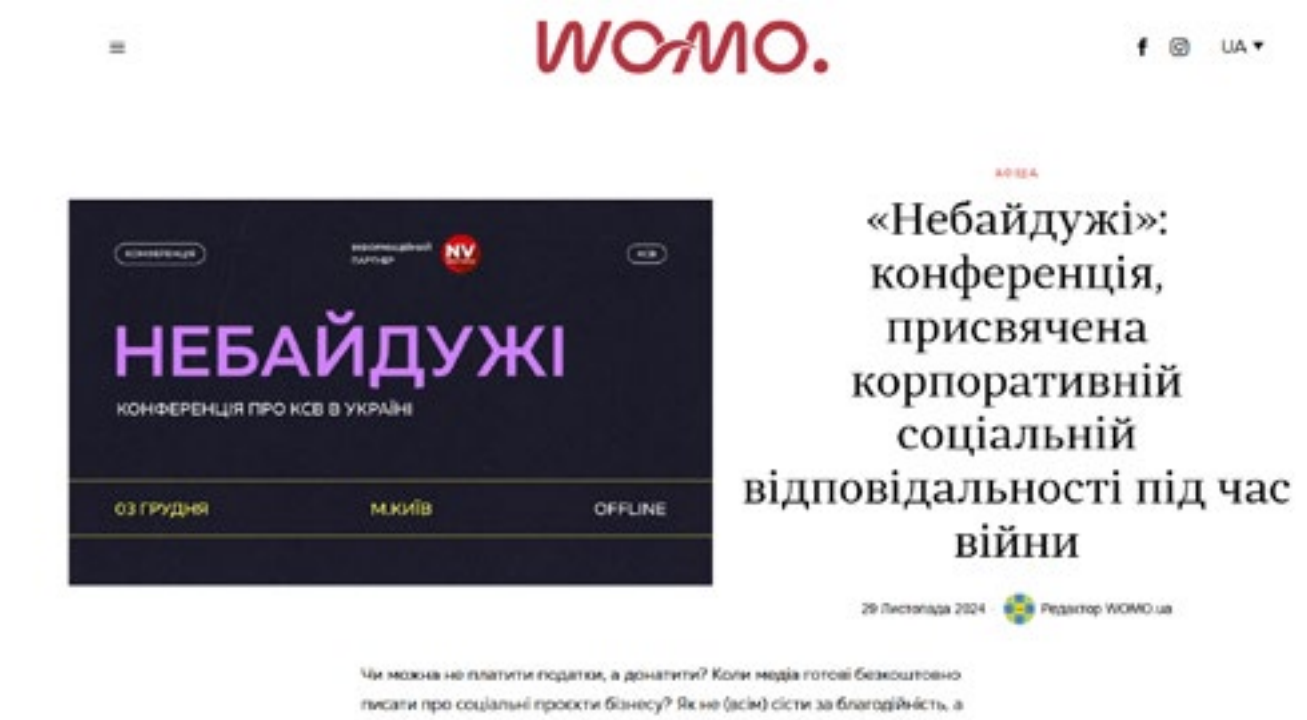 WOMO.
UA
АФІША
КОНФЕРЕНЦІЯ
ІНФОРМАЦІЙНИЙ
ПАРТНЕР
NV
КСВ
НЕБАЙДУЖІ
КОНФЕРЕНЦІЯ ПРО КСВ В УКРАЇНІ
03 ГРУДНЯ М.КИЇВ OFFLINE
«Небайдужі»:
конференція,
присвячена
корпоративній
соціальній
відповідальності під час
війни
29 Листопада 2024 Редактор WOMO.ua
Чи можна не платити податки, а донатити? Коли медіа готові безкоштовно
писати про соціальні проєкти бізнесу? Як не (всім) сісти за благодійність, а